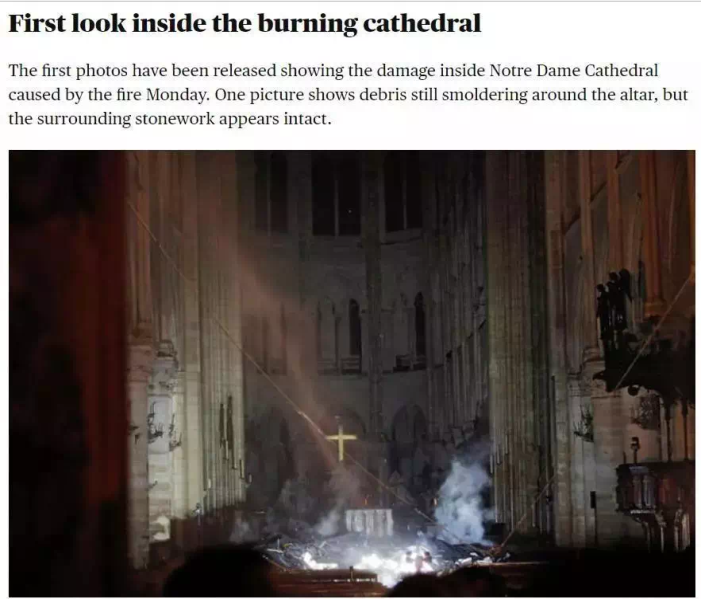 First look inside the burning cathedral
The first photos have been released showing the damage inside Notre Dame Cathedral
caused by the fire Monday. One picture shows debris still smoldering around the altar, but
the surrounding stonework appears intact.